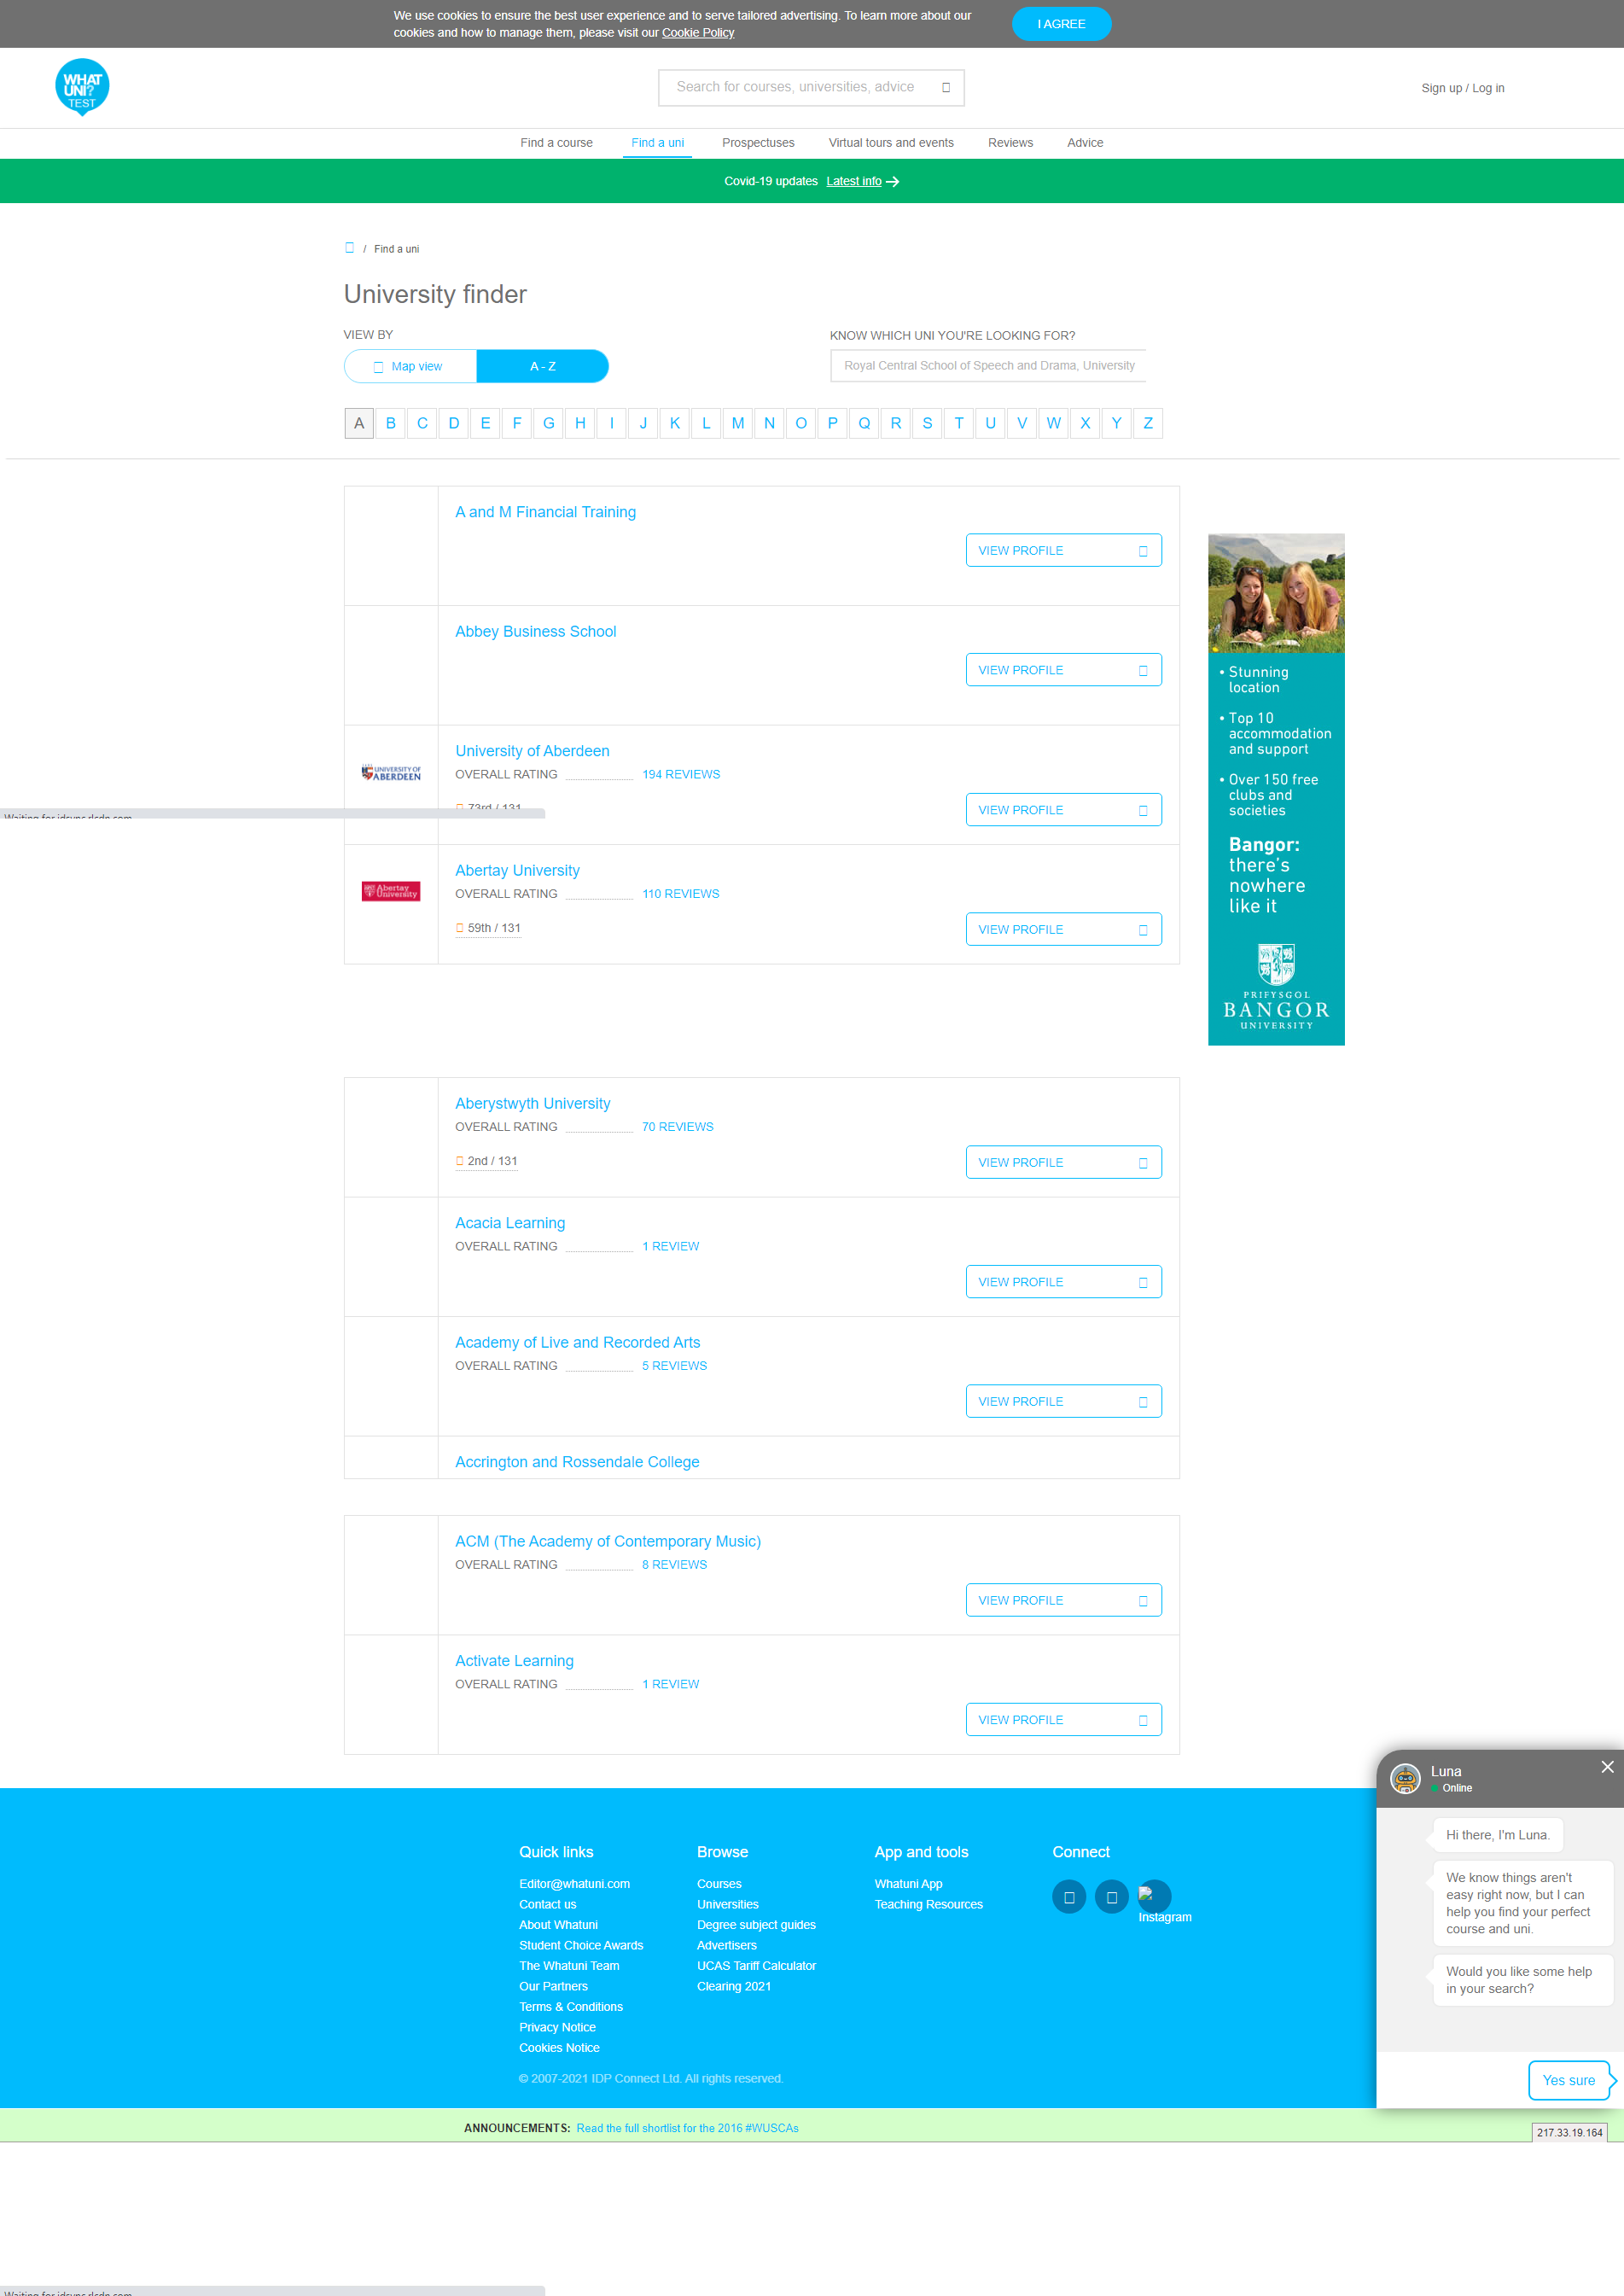 We use cookies to ensure the best user experience and to serve tailored advertising. To learn more about our
cookies and how to manage them, please visit our Cookie Policy
I AGREE
WHAT
UNI?
TEST
Search for courses, universities, advice
Sign up / Log in
Find a course
Find a uni
Prospectuses
Virtual tours and events
Reviews
Advice
Covid-19 updates Latest info
/ Find a uni
University finder
VIEW BY
Map view
A - Z
KNOW WHICH UNI YOU'RE LOOKING FOR?
Royal Central School of Speech and Drama, University
A B C D E F G H I J K L M N O P Q R S T U V W X Y Z
A and M Financial Training
VIEW PROFILE
Abbey Business School
VIEW PROFILE
UNIVERSITY OF
ABERDEEN
University of Aberdeen
OVERALL RATING 194 REVIEWS
73rd / 131
VIEW PROFILE
Waiting for idsync.rlcdn.com
Abertay
University
Abertay University
OVERALL RATING 110 REVIEWS
59th / 131
VIEW PROFILE
• Stunning
location
• Top 10
accommodation
and support
• Over 150 free
clubs and
societies
Bangor:
there's
nowhere
like it
PRIFYSGOL
BANGOR
UNIVERSITY
Aberystwyth University
OVERALL RATING 70 REVIEWS
2nd / 131
VIEW PROFILE
Acacia Learning
OVERALL RATING 1 REVIEW
VIEW PROFILE
Academy of Live and Recorded Arts
OVERALL RATING 5 REVIEWS
VIEW PROFILE
Accrington and Rossendale College
ACM (The Academy of Contemporary Music)
OVERALL RATING 8 REVIEWS
VIEW PROFILE
Activate Learning
OVERALL RATING 1 REVIEW
VIEW PROFILE
Luna
Online
Hi there, I'm Luna.
We know things aren't
easy right now, but I can
help you find your perfect
course and uni.
Would you like some help
in your search?
Yes sure
Quick links
Editor@whatuni.com
Contact us
About Whatuni
Student Choice Awards
The Whatuni Team
Our Partners
Terms & Conditions
Privacy Notice
Cookies Notice
Browse
Courses
Universities
Degree subject guides
Advertisers
UCAS Tariff Calculator
Clearing 2021
App and tools
Whatuni App
Teaching Resources
Connect
Instagram
© 2007-2021 IDP Connect Ltd. All rights reserved.
ANNOUNCEMENTS: Read the full shortlist for the 2016 #WUSCAs
217.33.19.164